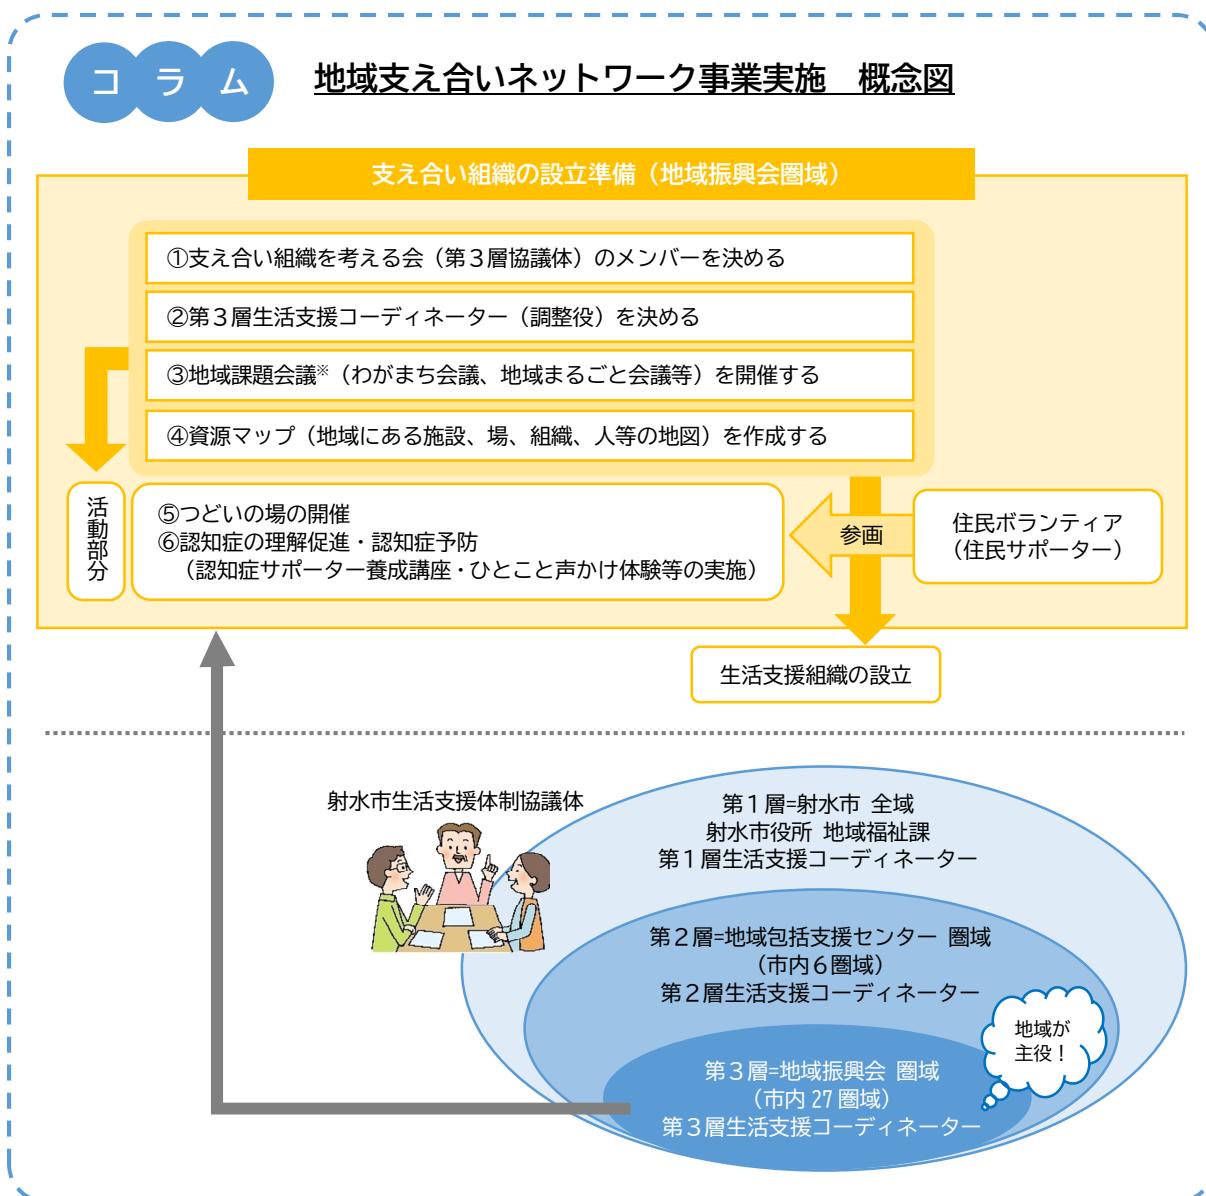 コラム
地域支え合いネットワーク事業実施　概念図
支え合い組織の設立準備（地域振興会圏域）
①支え合い組織を考える会（第３層協議体）のメンバーを決める
②第３層生活支援コーディネーター（調整役）を決める
③地域課題会議※（わがまち会議、地域まるごと会議等）を開催する
④資源マップ（地域にある施設、場、組織、人等の地図）を作成する
活動部分
⑤つどいの場の開催
⑥認知症の理解促進・認知症予防
（認知症サポーター養成講座・ひとこと声かけ体験等の実施）
参画
住民ボランティア
（住民サポーター）
生活支援組織の設立
射水市生活支援体制協議体
第１層=射水市 全域
射水市役所 地域福祉課
第１層生活支援コーディネーター
第２層=地域包括支援センター 圏域
（市内６圏域）
第２層生活支援コーディネーター
地域が
主役！
第３層=地域振興会 圏域
（市内 27 圏域）
第３層生活支援コーディネーター